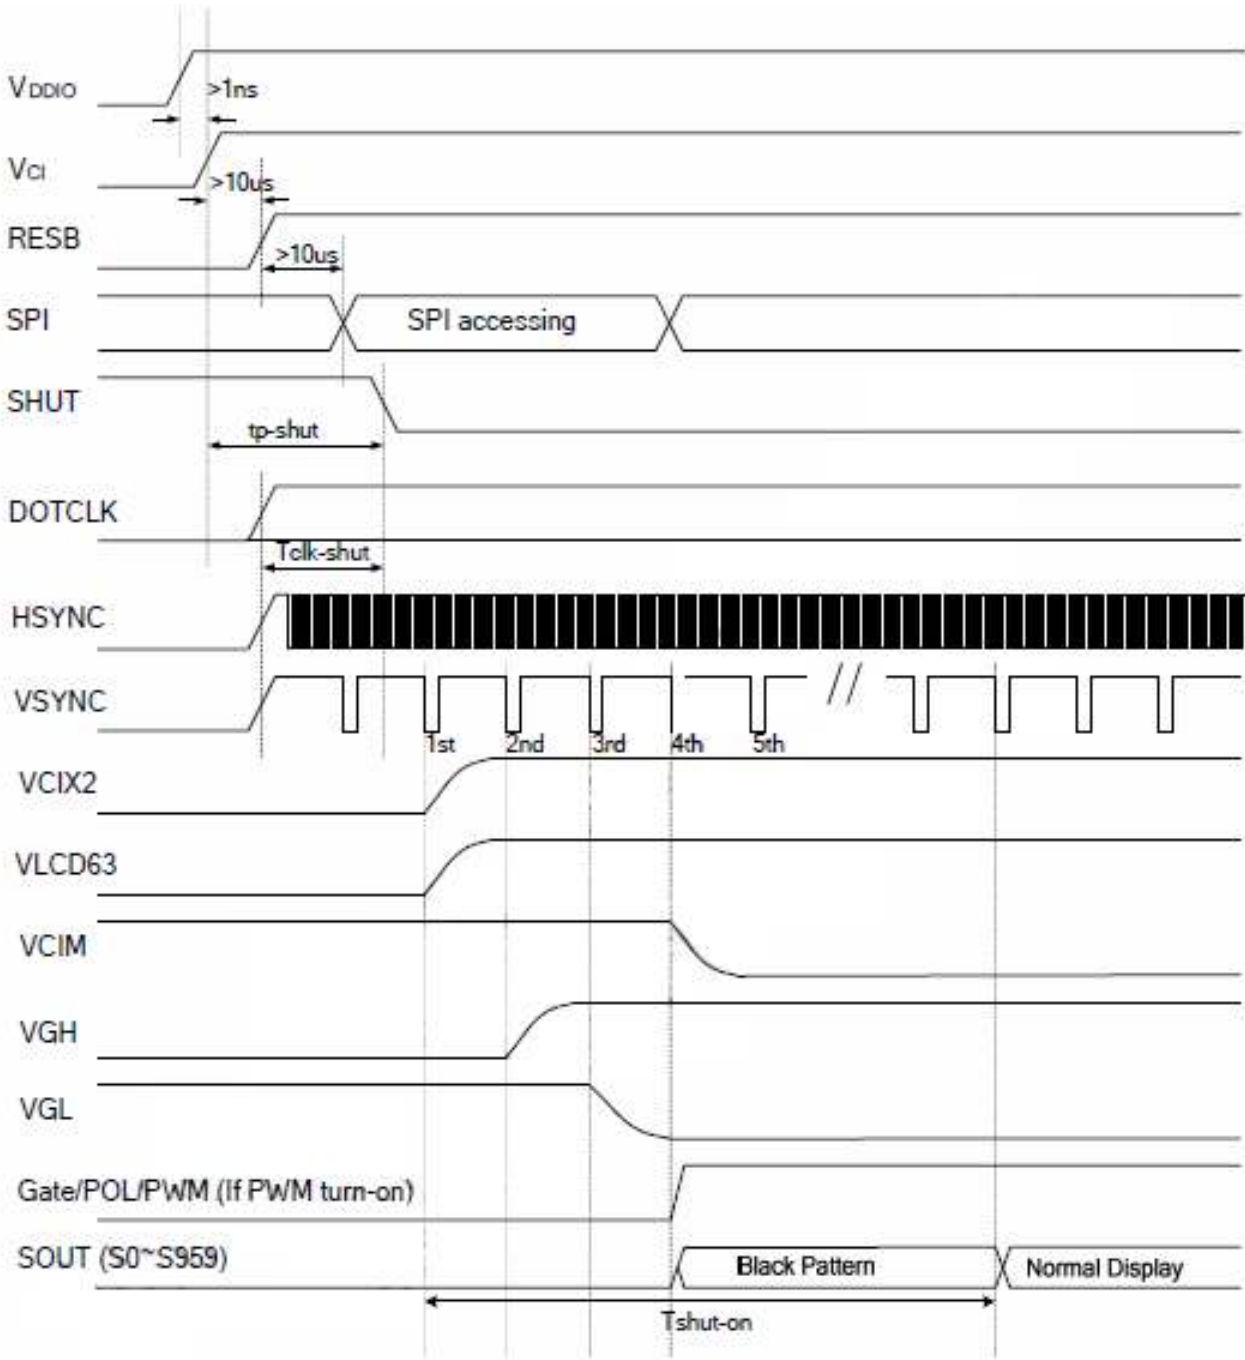 VDDIO
>1ns
VCI
>10us
RESB
>10us
SPI
SPI accessing
SHUT
tp-shut
DOTCLK
Tclk-shut
HSYNC
VSYNC
//
1st 2nd 3rd 4th 5th
VCIX2
VLCD63
VCIM
VGH
VGL
Gate/POL/PWM (If PWM turn-on)
SOUT (S0~S959)
Black Pattern
Normal Display
Tshut-on